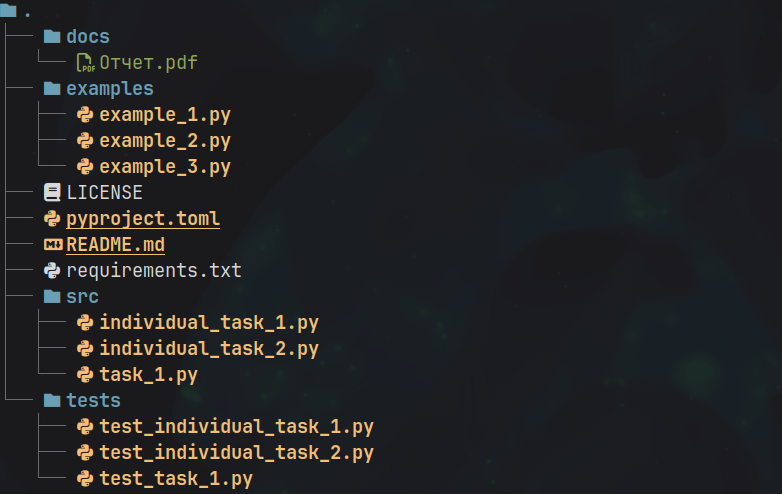 .
docs
Отчет.pdf
examples
example_1.py
example_2.py
example_3.py
LICENSE
pyproject.toml
README.md
requirements.txt
src
individual_task_1.py
individual_task_2.py
task_1.py
tests
test_individual_task_1.py
test_individual_task_2.py
test_task_1.py